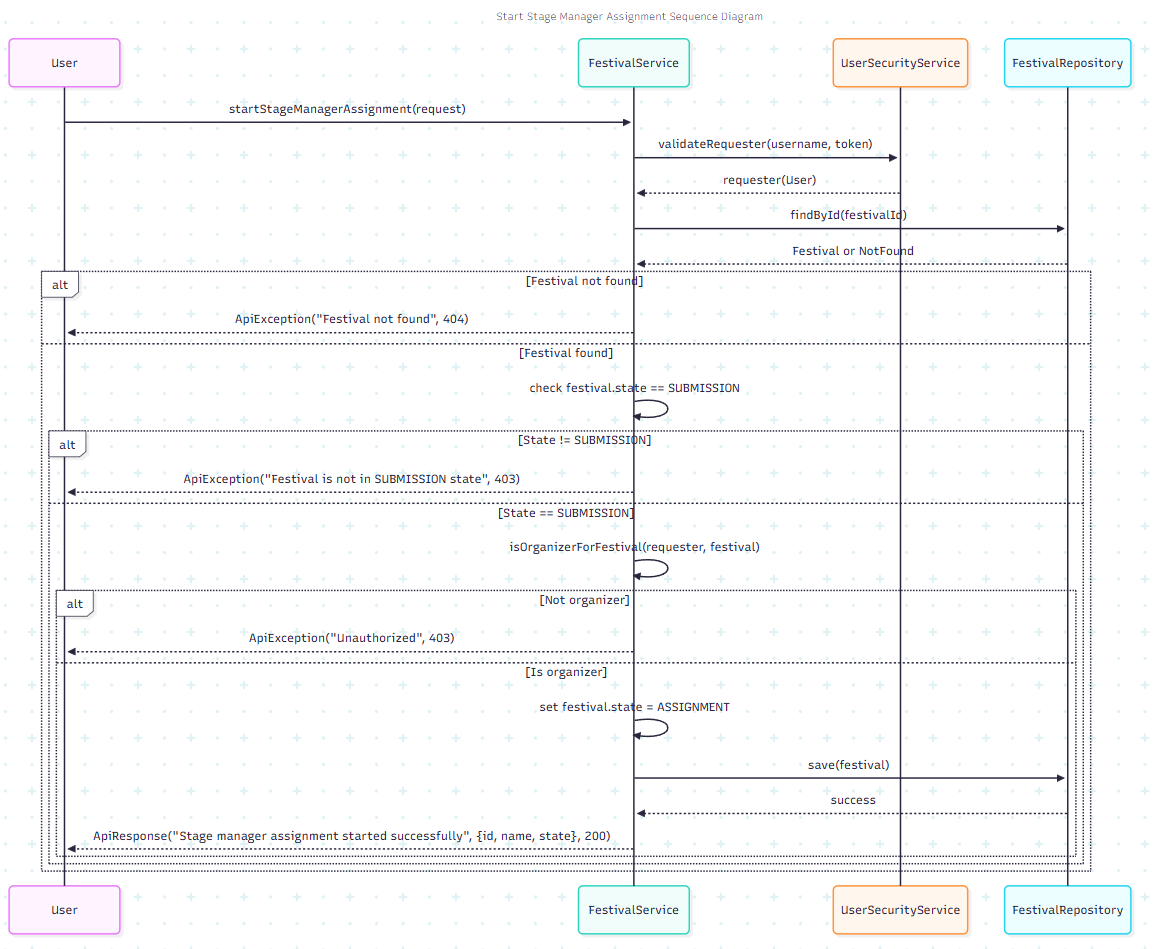 Start Stage Manager Assignment Sequence Diagram
User
FestivalService
UserSecurityService
FestivalRepository
startStageManagerAssignment(request)
validateRequester(username, token)
requester(User)
findById(festivalId)
Festival or NotFound
alt
[Festival not found]
ApiException("Festival not found", 404)
[Festival found]
check festival.state == SUBMISSION
alt
[State != SUBMISSION]
ApiException("Festival is not in SUBMISSION state", 403)
[State == SUBMISSION]
isOrganizerForFestival(requester, festival)
alt
[Not organizer]
ApiException("Unauthorized", 403)
[Is organizer]
set festival.state = ASSIGNMENT
save(festival)
success
ApiResponse("Stage manager assignment started successfully", {id, name, state}, 200)
User
FestivalService
UserSecurityService
FestivalRepository